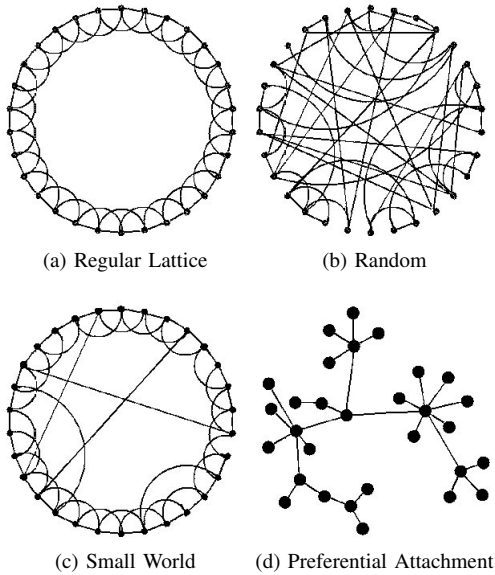 (a) Regular Lattice
(b) Random
(c) Small World
(d) Preferential Attachment